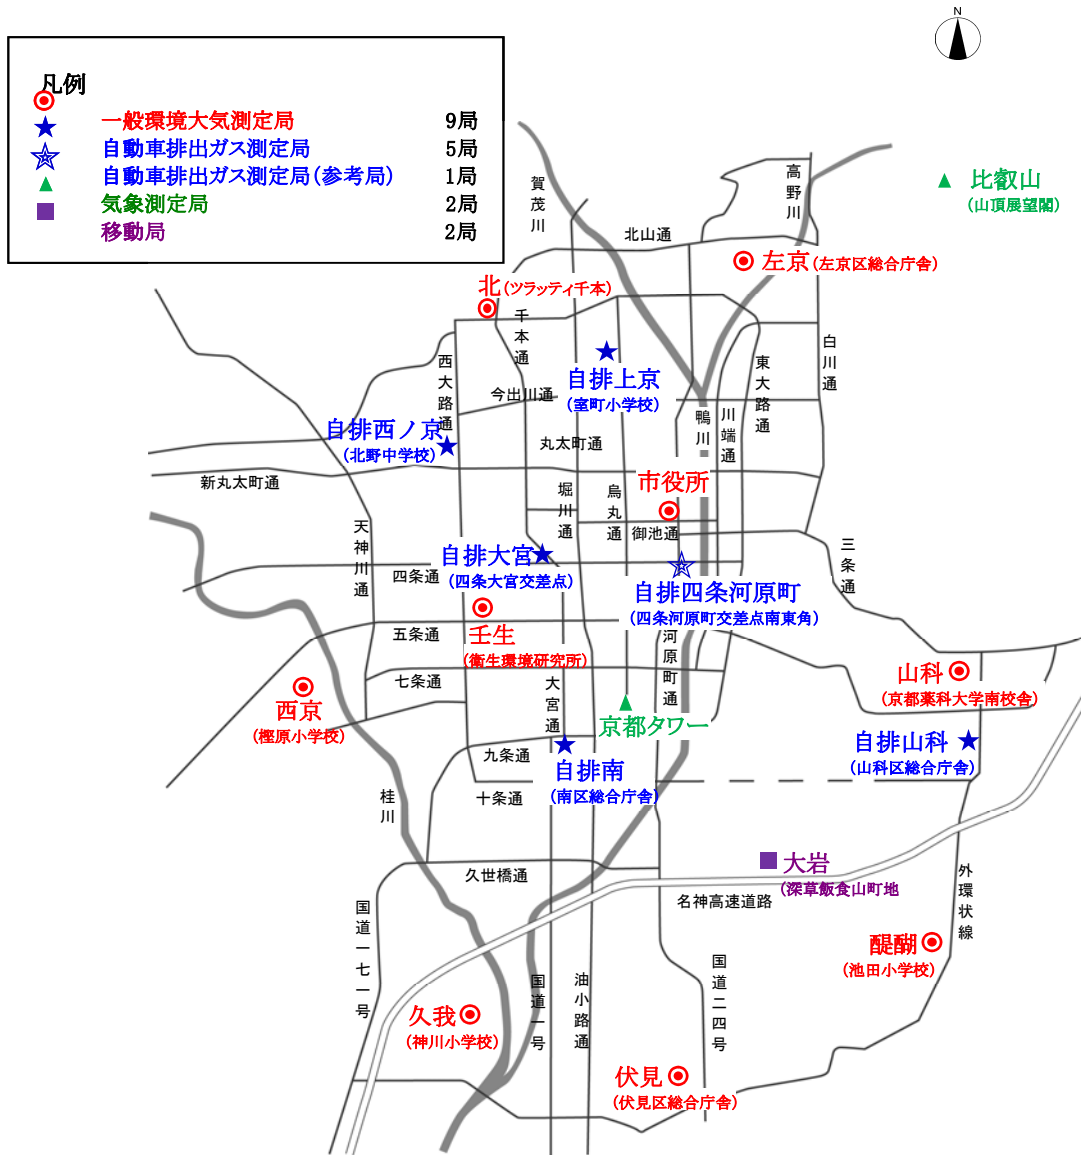 N
凡例
一般環境大気測定局 9局
自動車排出ガス測定局 5局
自動車排出ガス測定局(参考局) 1局
気象測定局 2局
移動局 2局
賀茂川
高野川
比叡山
(山頂展望閣)
北山通
左京(左京区総合庁舎)
北(ツラッティ千本)
千本通
西大路通
白川通
東大路通
自排上京
(室町小学校)
今出川通
鴨川
川端通
自排西ノ京
(北野中学校)
丸太町通
新丸太町通
市役所
堀川通
烏丸通
御池通
天神川通
三条通
自排大宮
(四条大宮交差点)
四条通
自排四条河原町
(四条河原町交差点南東角)
五条通
壬生
(衛生環境研究所)
河原町通
七条通
大宮通
山科
(京都薬科大学南校舎)
西京
(樫原小学校)
京都タワー
自排山科
(山科区総合庁舎)
九条通
自排南
(南区総合庁舎)
十条通
桂川
大岩
(深草飯食山町地
久世橋通
名神高速道路
外環状線
国道一七一号
醍醐
(池田小学校)
国道一号
油小路通
国道二四号
久我
(神川小学校)
伏見
(伏見区総合庁舎)